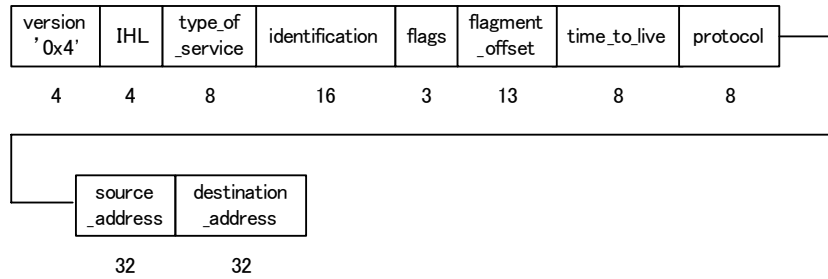 version
'0x4'
IHL
type_of
_service
identification
flags
flagment
_offset
time_to_live
protocol
4
4
8
16
3
13
8
8
source
_address
destination
_address
32
32